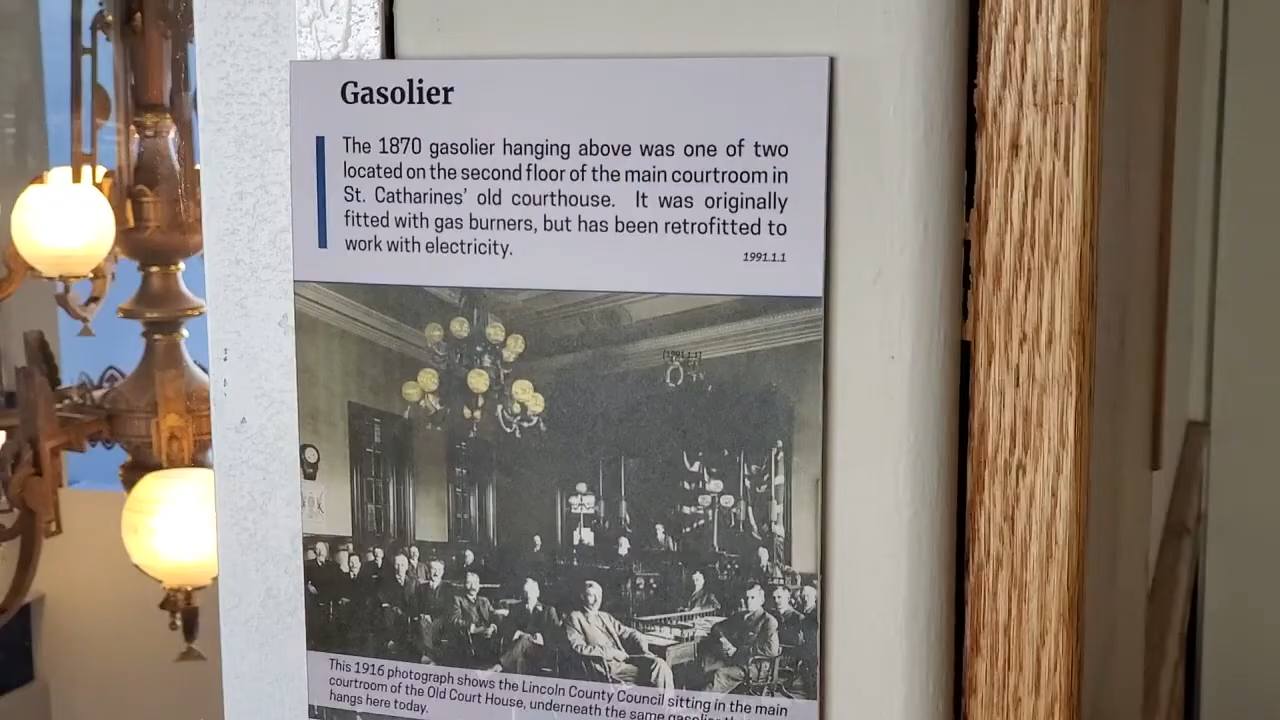 Gasolier
The 1870 gasolier hanging above was one of two
located on the second floor of the main courtroom in
St. Catharines' old courthouse. It was originally
fitted with gas burners, but has been retrofitted to
work with electricity.
1991.1.1
(1991.1.1)
This 1916 photograph shows the Lincoln County Council sitting in the main
courtroom of the Old Court House, underneath the same gasolier
hangs here today.